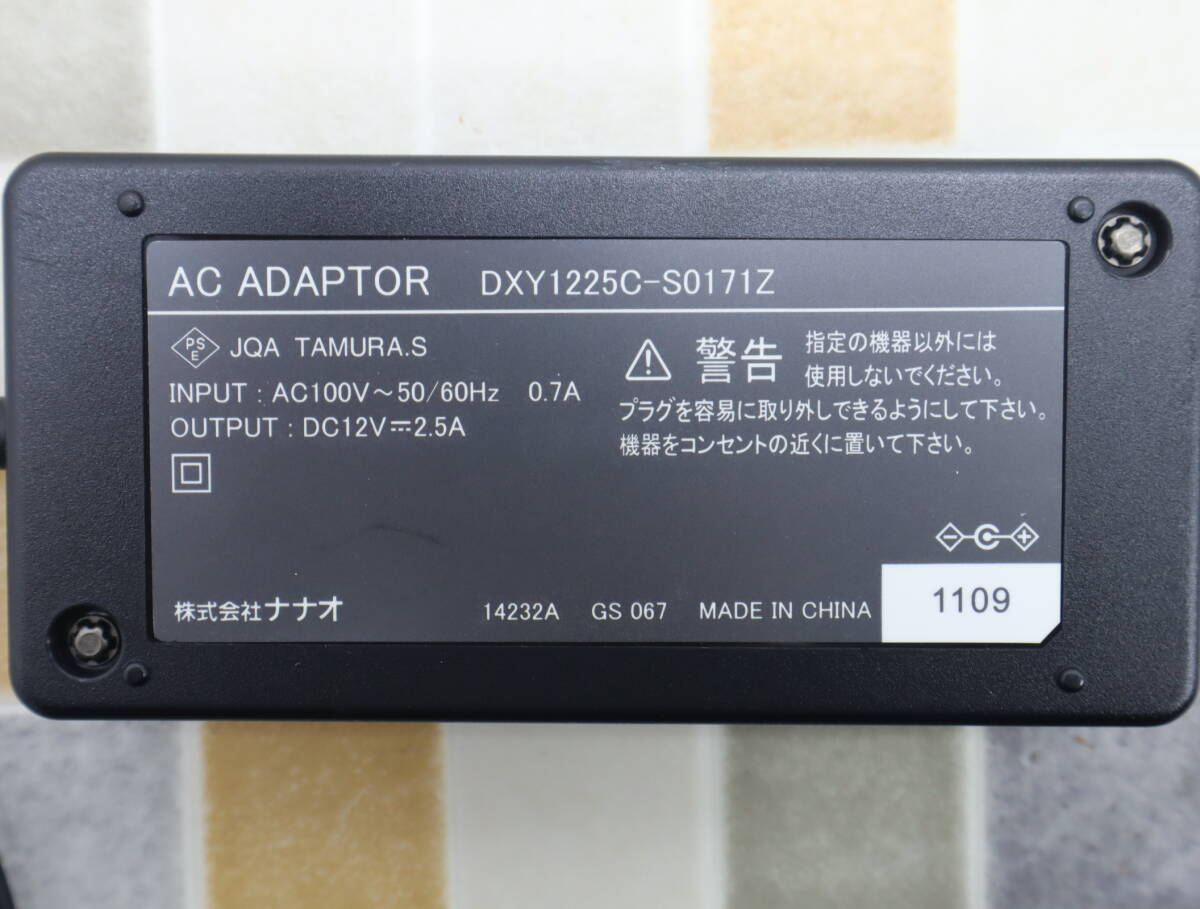 AC ADAPTOR DXY1225C-S0171Z
PS E JQA TAMURA.S
INPUT : AC100V～50/60Hz 0.7A
OUTPUT : DC12V⎓2.5A
警告 指定の機器以外には
使用しないでください。
プラグを容易に取り外しできるようにして下さい。
機器をコンセントの近くに置いて下さい。
株式会社ナナオ 14232A GS 067 MADE IN CHINA 1109